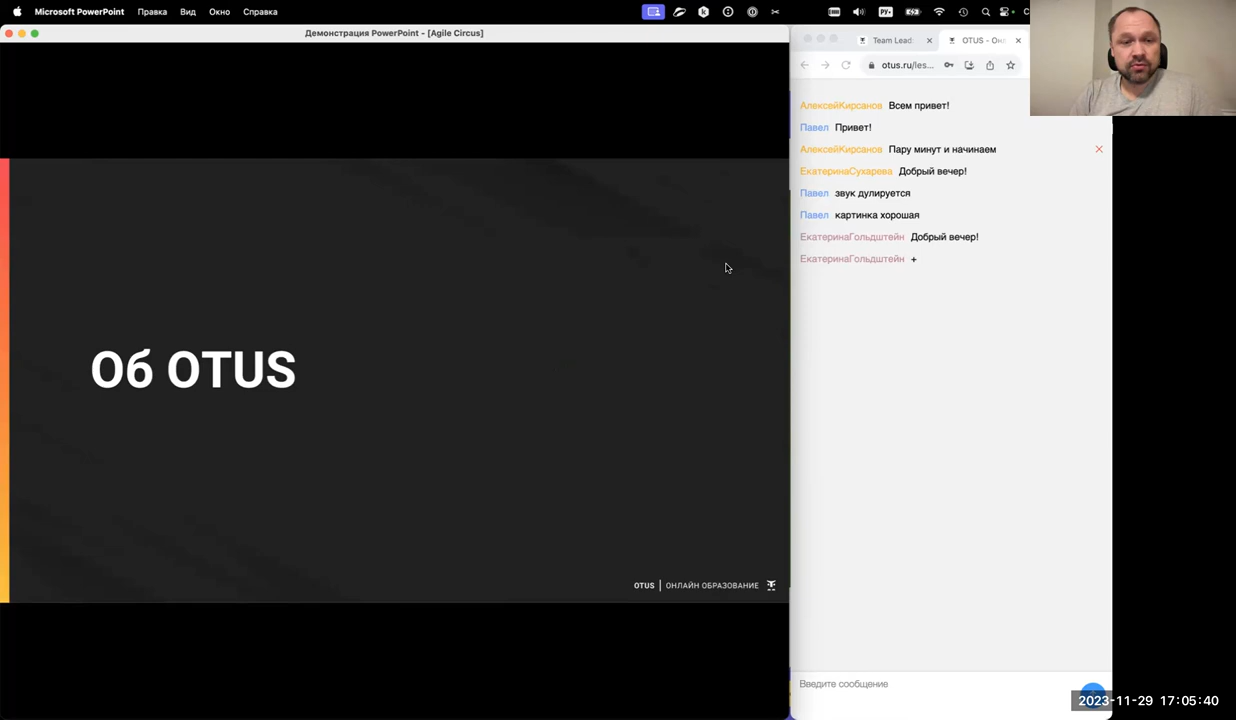 Microsoft PowerPoint Правка Вид Окно Справка
Демонстрация PowerPoint - [Agile Circus]
Об OTUS
OTUS | ОНЛАЙН ОБРАЗОВАНИЕ
Team Lead
OTUS - Он
otus.ru/les...
АлексейКирсанов Всем привет!
Павел Привет!
АлексейКирсанов Пару минут и начинаем
ЕкатеринаСухарева Добрый вечер!
Павел звук дулируется
Павел картинка хорошая
ЕкатеринаГольдштейн Добрый вечер!
ЕкатеринаГольдштейн +
Введите сообщение
2023-11-29 17:05:40